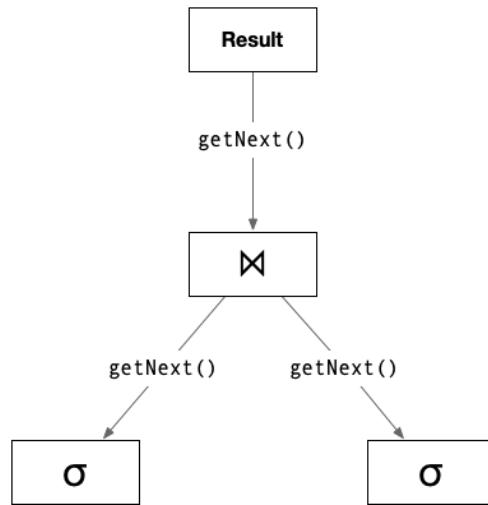 Result
getNext()
⋈
getNext() getNext()
σ σ